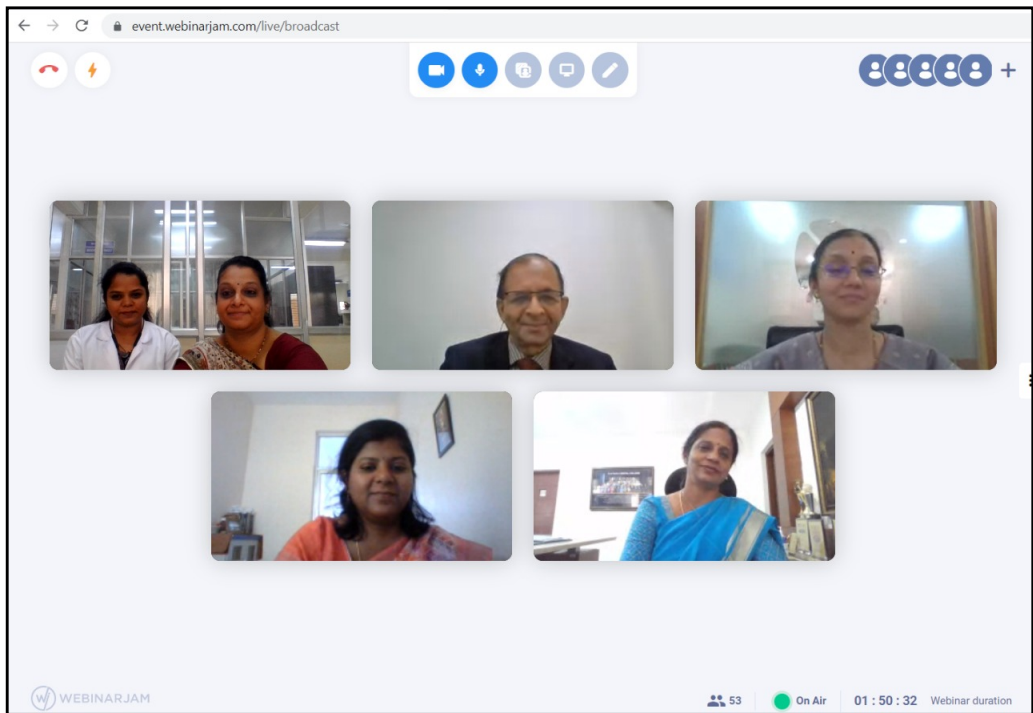 event.webinarjam.com/live/broadcast
WEBINARJAM
53
On Air
01 : 50 : 32 Webinar duration